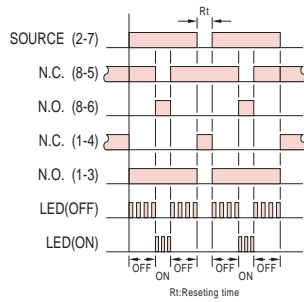 Rt
SOURCE (2-7)
N.C. (8-5)
N.O. (8-6)
N.C. (1-4)
N.O. (1-3)
LED(OFF)
LED(ON)
OFF OFF OFF OFF
ON ON
Rt:Reseting time